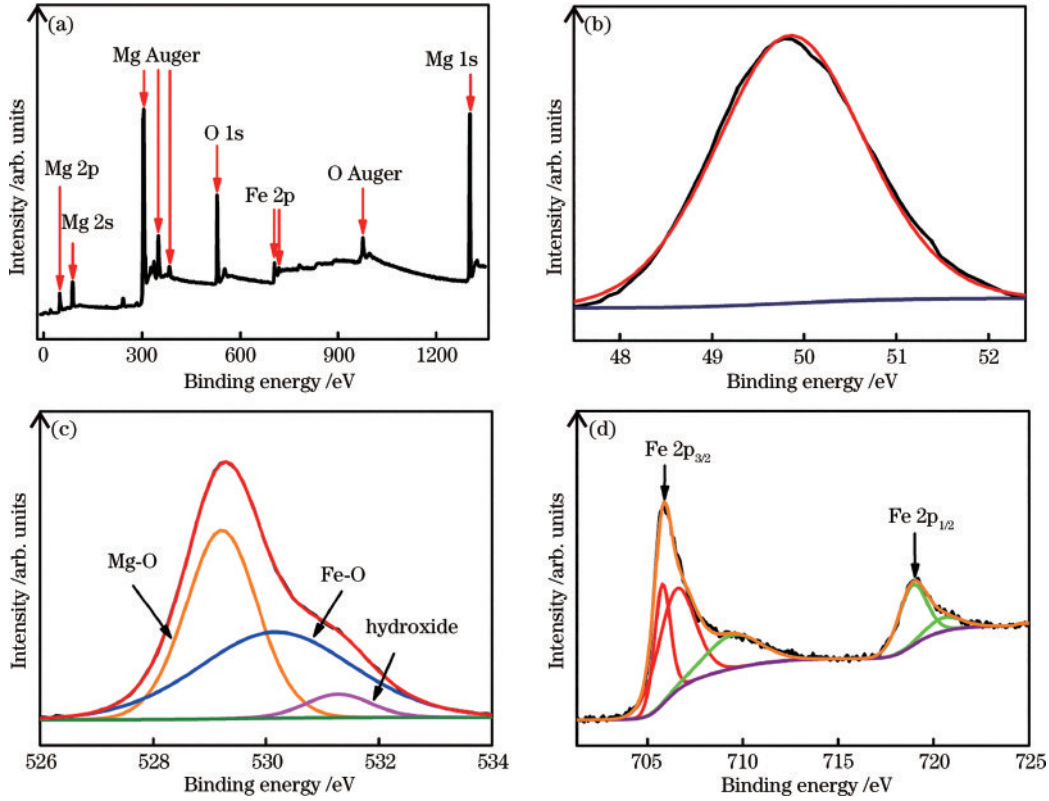 (a)
Mg Auger
Mg 1s
O 1s
Mg 2p
O Auger
Fe 2p
Mg 2s
Intensity /arb. units
0 300 600 900 1200
Binding energy /eV
(b)
Intensity /arb. units
48 49 50 51 52
Binding energy /eV
(c)
Mg-O
Fe-O
hydroxide
Intensity /arb. units
526 528 530 532 534
Binding energy /eV
(d)
Fe 2p3/2
Fe 2p1/2
Intensity /arb. units
705 710 715 720 725
Binding energy /eV